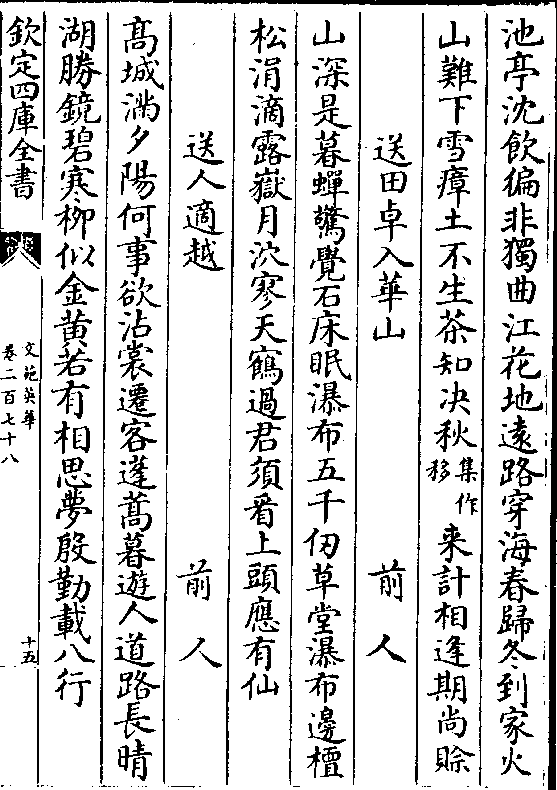 池亭沈飲徧非獨曲江花地遠路穿海春歸冬到家火
山難下雪瘴土不生茶知决秋集作移来計相逢期尚賒
送田卓入華山 前人
山深是暮蟬驚覺石床眠瀑布五千仞草堂瀑布邊檀
松涓滴露嶽月泬寥天鶴過君須看上頭應有仙
送人適越 前人
髙城滿夕陽何事欲沾裳遷客蓬蒿暮遊人道路長晴
湖勝鏡碧寒柳似金黄若有相思夢殷勤載八行
欽定四庫全書
文苑英華
卷二百七十八
十五